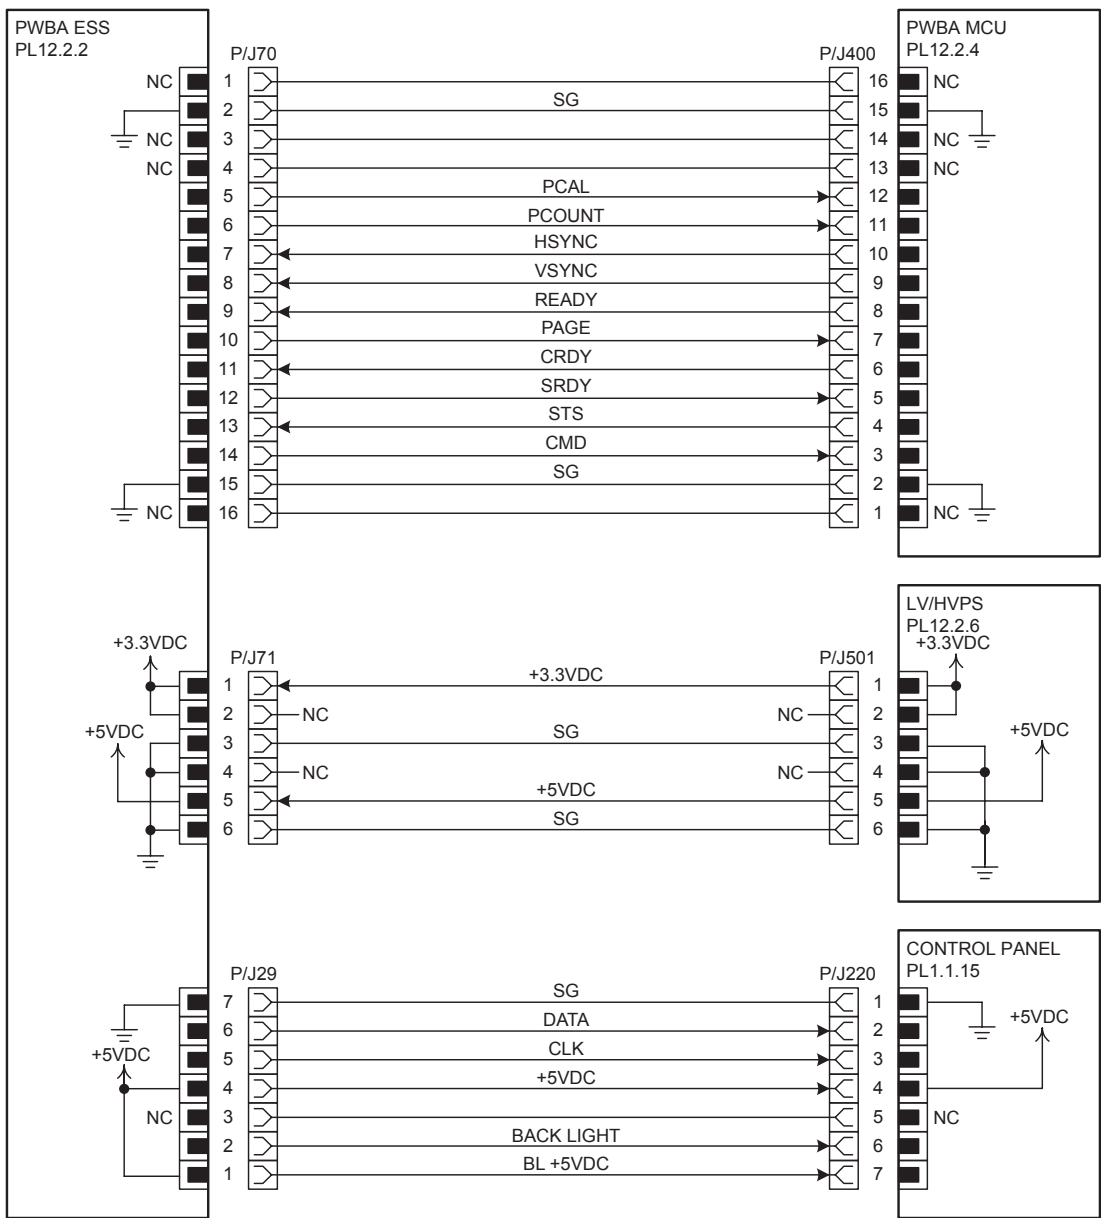 PWBA ESS
PL12.2.2
PWBA MCU
PL12.2.4
P/J70
P/J400
NC 1 16 NC
2 SG 15
NC 3 14 NC
NC 4 13 NC
5 PCAL 12
6 PCOUNT 11
7 HSYNC 10
8 VSYNC 9
9 READY 8
10 PAGE 7
11 CRDY 6
12 SRDY 5
13 STS 4
14 CMD 3
15 SG 2
NC 16 1 NC
LV/HVPS
PL12.2.6
+3.3VDC
+3.3VDC
P/J71
P/J501
1 +3.3VDC 1
2 NC NC 2
+5VDC
+5VDC
3 SG 3
4 NC NC 4
5 +5VDC 5
6 SG 6
CONTROL PANEL
PL1.1.15
P/J29
P/J220
7 SG 1
+5VDC
6 DATA 2
+5VDC
5 CLK 3
4 +5VDC 4
NC 3 5 NC
2 BACK LIGHT 6
1 BL +5VDC 7